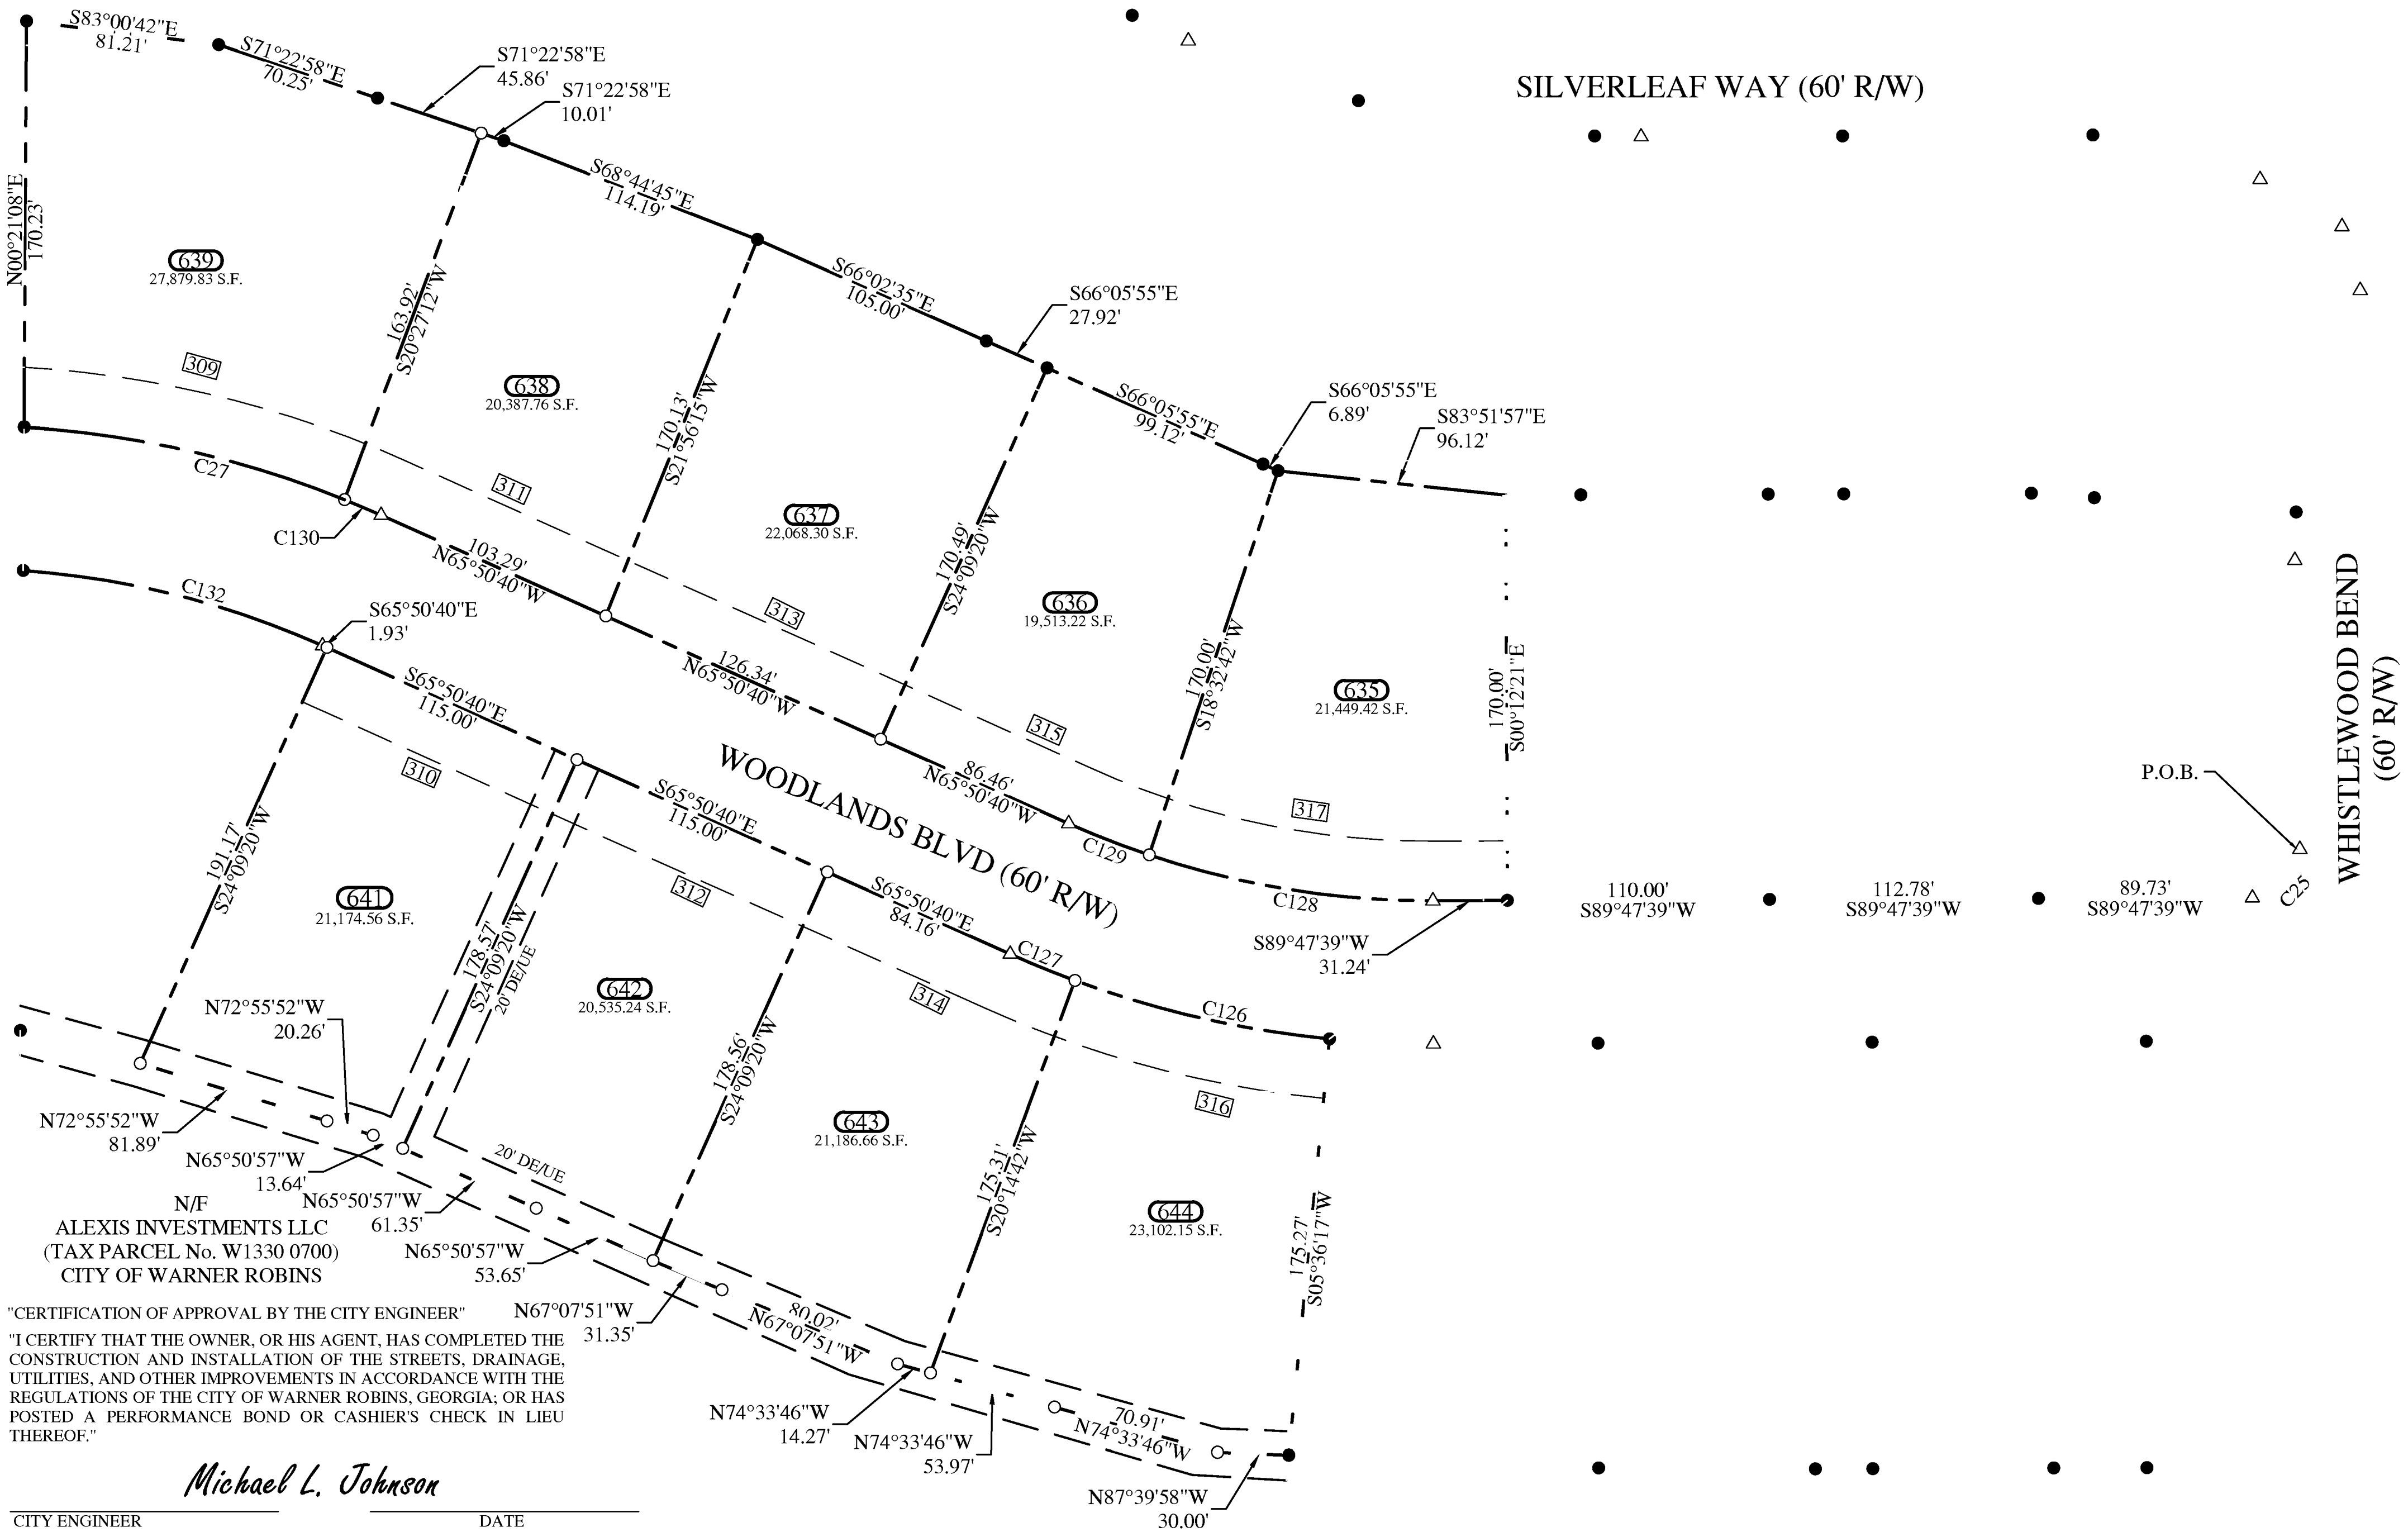 S83°00'42"E
81.21'
S71°22'58"E
70.25'
S71°22'58"E
45.86'
S71°22'58"E
10.01'
SILVERLEAF WAY (60' R/W)
S68°44'45"E
114.19'
N00°21'08"E
170.23'
639
27,879.83 S.F.
163.92'
S20°27'12"W
S66°02'35"E
105.00'
S66°05'55"E
27.92'
309
638
20,387.76 S.F.
170.13'
S21°56'15"W
S66°05'55"E
99.12'
S66°05'55"E
6.89'
S83°51'57"E
96.12'
C27
311
637
22,068.30 S.F.
C130
103.29'
N65°50'40"W
170.49'
S24°09'20"W
C132
S65°50'40"E
1.93'
313
636
19,513.22 S.F.
126.34'
N65°50'40"W
170.00'
S18°32'42"W
635
21,449.42 S.F.
170.00'
S00°12'21"E
WHISTLEWOOD BEND
(60' R/W)
S65°50'40"E
115.00'
315
310
WOODLANDS BLVD (60' R/W)
86.46'
N65°50'40"W
317
P.O.B.
S65°50'40"E
115.00'
C129
191.17'
S24°09'20"W
641
21,174.56 S.F.
312
S65°50'40"E
84.16'
C128
110.00'
S89°47'39"W
112.78'
S89°47'39"W
89.73'
S89°47'39"W
C25
S89°47'39"W
31.24'
178.57'
S24°09'20"W
20' DE/UE
C127
642
20,535.24 S.F.
314
C126
N72°55'52"W
20.26'
178.56'
S24°09'20"W
316
N72°55'52"W
81.89'
643
21,186.66 S.F.
N65°50'57"W
13.64'
20' DE/UE
175.31'
S20°14'42"W
N/F
ALEXIS INVESTMENTS LLC
(TAX PARCEL No. W1330 0700)
CITY OF WARNER ROBINS
N65°50'57"W
61.35'
644
23,102.15 S.F.
175.27'
S05°36'17"W
N65°50'57"W
53.65'
N67°07'51"W
31.35'
80.02'
N67°07'51"W
"CERTIFICATION OF APPROVAL BY THE CITY ENGINEER"
"I CERTIFY THAT THE OWNER, OR HIS AGENT, HAS COMPLETED THE
CONSTRUCTION AND INSTALLATION OF THE STREETS, DRAINAGE,
UTILITIES, AND OTHER IMPROVEMENTS IN ACCORDANCE WITH THE
REGULATIONS OF THE CITY OF WARNER ROBINS, GEORGIA; OR HAS
POSTED A PERFORMANCE BOND OR CASHIER'S CHECK IN LIEU
THEREOF."
N74°33'46"W
14.27'
N74°33'46"W
53.97'
70.91'
N74°33'46"W
N87°39'58"W
30.00'
Michael L. Johnson
CITY ENGINEER
DATE